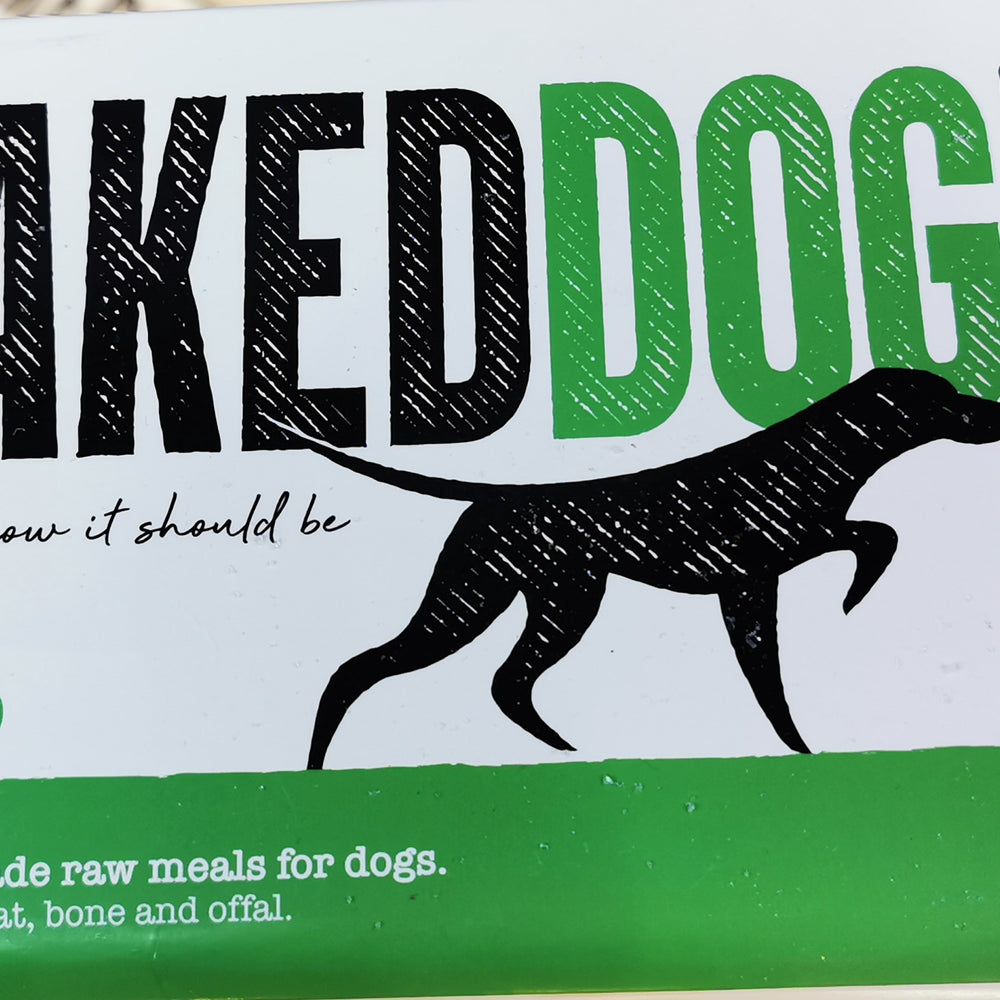 AKEDDOG
ow it should be
de raw meals for dogs.
at, bone and offal.